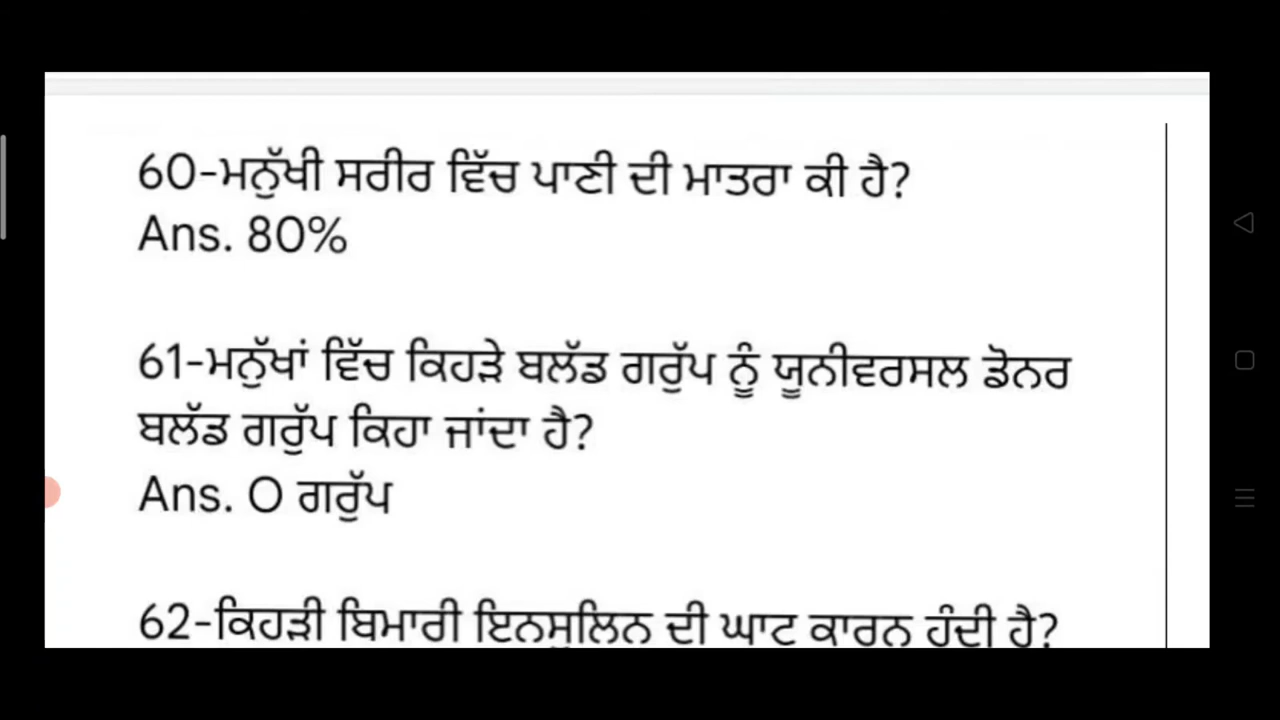 60-ਮਨੁੱਖੀ ਸਰੀਰ ਵਿੱਚ ਪਾਣੀ ਦੀ ਮਾਤਰਾ ਕੀ ਹੈ?
Ans. 80%
61-ਮਨੁੱਖਾਂ ਵਿੱਚ ਕਿਹੜੇ ਬਲੱਡ ਗਰੁੱਪ ਨੂੰ ਯੂਨੀਵਰਸਲ ਡੋਨਰ
ਬਲੱਡ ਗਰੁੱਪ ਕਿਹਾ ਜਾਂਦਾ ਹੈ?
Ans. O ਗਰੁੱਪ
62-ਕਿਹੜੀ ਬਿਮਾਰੀ ਇਨਸੁਲਿਨ ਦੀ ਘਾਟ ਕਾਰਨ ਹੁੰਦੀ ਹੈ?